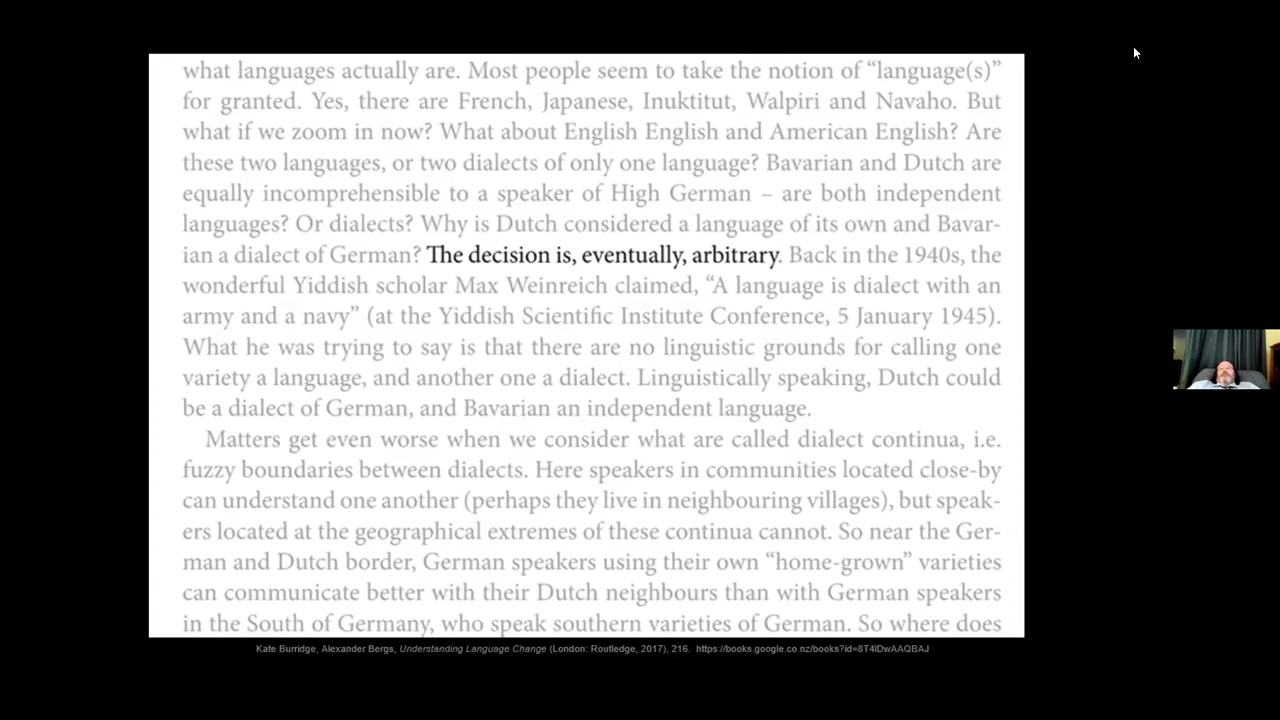 what languages actually are. Most people seem to take the notion of “language(s)”
for granted. Yes, there are French, Japanese, Inuktitut, Walpiri and Navaho. But
what if we zoom in now? What about English English and American English? Are
these two languages, or two dialects of only one language? Bavarian and Dutch are
equally incomprehensible to a speaker of High German – are both independent
languages? Or dialects? Why is Dutch considered a language of its own and Bavar-
ian a dialect of German? The decision is, eventually, arbitrary. Back in the 1940s, the
wonderful Yiddish scholar Max Weinreich claimed, “A language is dialect with an
army and a navy” (at the Yiddish Scientific Institute Conference, 5 January 1945).
What he was trying to say is that there are no linguistic grounds for calling one
variety a language, and another one a dialect. Linguistically speaking, Dutch could
be a dialect of German, and Bavarian an independent language.
Matters get even worse when we consider what are called dialect continua, i.e.
fuzzy boundaries between dialects. Here speakers in communities located close-by
can understand one another (perhaps they live in neighbouring villages), but speak-
ers located at the geographical extremes of these continua cannot. So near the Ger-
man and Dutch border, German speakers using their own “home-grown” varieties
can communicate better with their Dutch neighbours than with German speakers
in the South of Germany, who speak southern varieties of German. So where does
Kate Burridge, Alexander Bergs, Understanding Language Change (London: Routledge, 2017), 216. https://books.google.co.nz/books?id=8T4lDwAAQBAJ